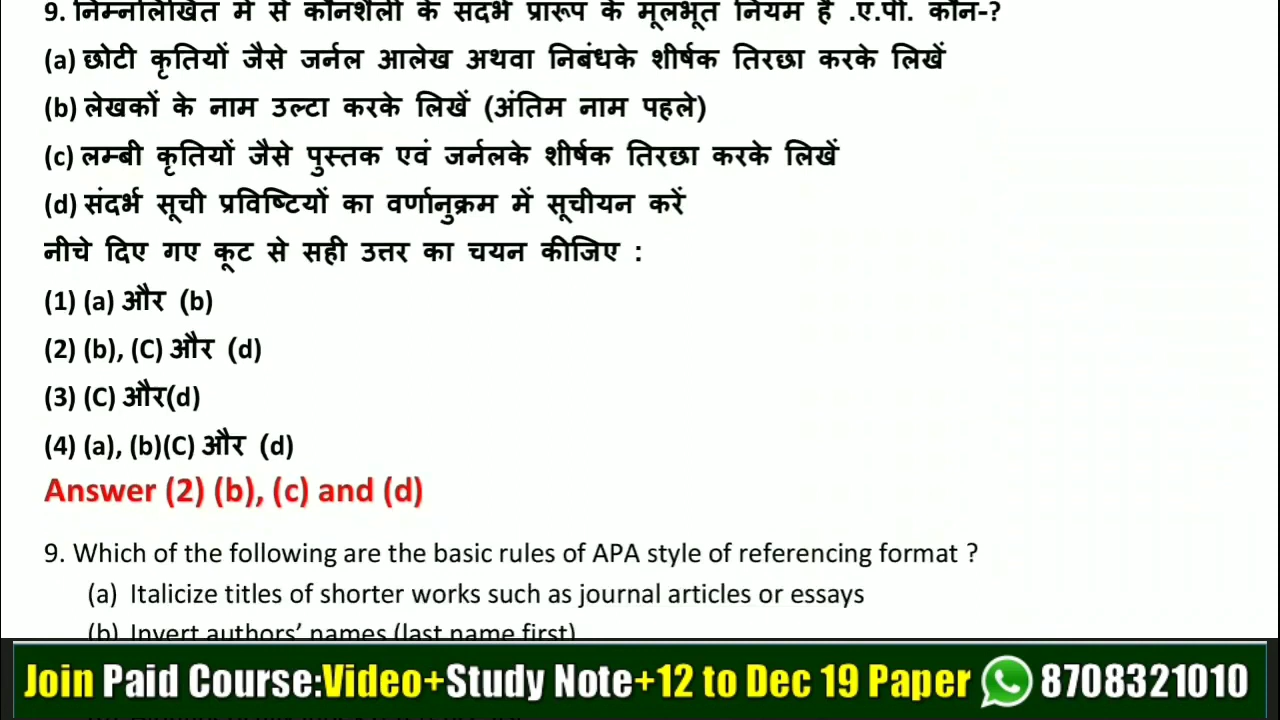 9. निम्नलिखित में से कौनशैली के संदर्भ प्रारूप के मूलभूत नियम हैं .ए.पी. कौन-?
(a) छोटी कृतियों जैसे जर्नल आलेख अथवा निबंधके शीर्षक तिरछा करके लिखें
(b) लेखकों के नाम उल्टा करके लिखें (अंतिम नाम पहले)
(c) लम्बी कृतियों जैसे पुस्तक एवं जर्नलके शीर्षक तिरछा करके लिखें
(d) संदर्भ सूची प्रविष्टियों का वर्णानुक्रम में सूचीयन करें
नीचे दिए गए कूट से सही उत्तर का चयन कीजिए :
(1) (a) और (b)
(2) (b), (C) और (d)
(3) (C) और(d)
(4) (a), (b)(C) और (d)
Answer (2) (b), (c) and (d)
9. Which of the following are the basic rules of APA style of referencing format ?
(a) Italicize titles of shorter works such as journal articles or essays
(b) Invert authors’ names (last name first)
Join Paid Course:Video+Study Note+12 to Dec 19 Paper 8708321010